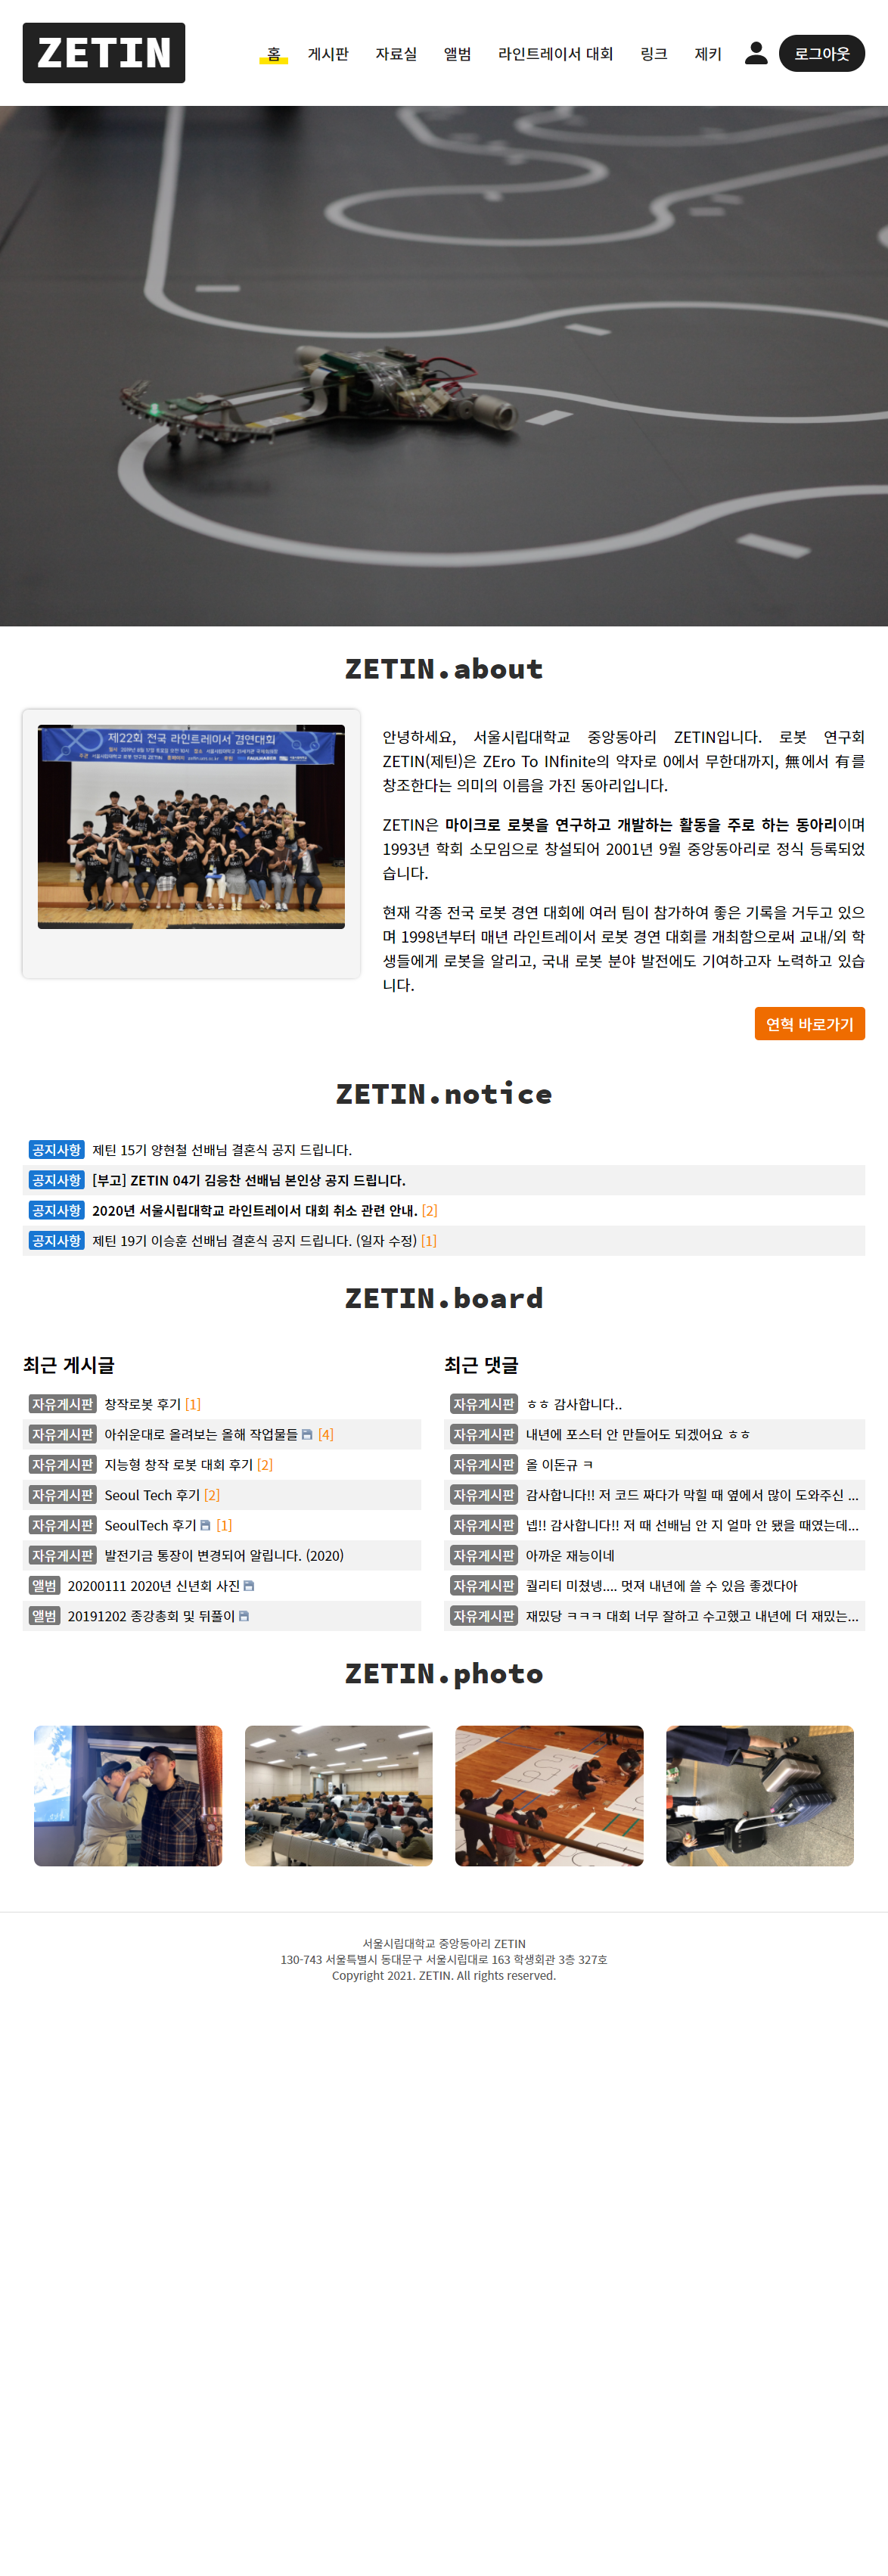 ZETIN
홈 게시판 자료실 앨범 라인트레이서 대회 링크 제키 로그아웃
ZETIN.about
제22회 전국 라인트레이서 경연대회
안녕하세요, 서울시립대학교 중앙동아리 ZETIN입니다. 로봇 연구회
ZETIN(제틴)은 ZEro To INfinite의 약자로 0에서 무한대까지, 無에서 有를
창조한다는 의미의 이름을 가진 동아리입니다.
ZETIN은 마이크로 로봇을 연구하고 개발하는 활동을 주로 하는 동아리이며
1993년 학회 소모임으로 창설되어 2001년 9월 중앙동아리로 정식 등록되었
습니다.
현재 각종 전국 로봇 경연 대회에 여러 팀이 참가하여 좋은 기록을 거두고 있으
며 1998년부터 매년 라인트레이서 로봇 경연 대회를 개최함으로써 교내/외 학
생들에게 로봇을 알리고, 국내 로봇 분야 발전에도 기여하고자 노력하고 있습
니다.
연혁 바로가기
ZETIN.notice
공지사항 제틴 15기 양현철 선배님 결혼식 공지 드립니다.
공지사항 [부고] ZETIN 04기 김응찬 선배님 본인상 공지 드립니다.
공지사항 2020년 서울시립대학교 라인트레이서 대회 취소 관련 안내. [2]
공지사항 제틴 19기 이승훈 선배님 결혼식 공지 드립니다. (일자 수정) [1]
ZETIN.board
최근 게시글
자유게시판 창작로봇 후기 [1]
자유게시판 아쉬운대로 올려보는 올해 작업물들 [4]
자유게시판 지능형 창작 로봇 대회 후기 [2]
자유게시판 Seoul Tech 후기 [2]
자유게시판 SeoulTech 후기 [1]
자유게시판 발전기금 통장이 변경되어 알립니다. (2020)
앨범 20200111 2020년 신년회 사진
앨범 20191202 종강총회 및 뒤풀이
최근 댓글
자유게시판 ㅎㅎ 감사합니다..
자유게시판 내년에 포스터 안 만들어도 되겠어요 ㅎㅎ
자유게시판 올 이돈규 ㅋ
자유게시판 감사합니다!! 저 코드 짜다가 막힐 때 옆에서 많이 도와주신 ...
자유게시판 넵!! 감사합니다!! 저 때 선배님 안 지 얼마 안 됐을 때였는데...
자유게시판 아까운 재능이네
자유게시판 퀄리티 미쳤넹.... 멋져 내년에 쓸 수 있음 좋겠다아
자유게시판 재밌당 ㅋㅋㅋ 대회 너무 잘하고 수고했고 내년에 더 재밌는...
ZETIN.photo
서울시립대학교 중앙동아리 ZETIN
130-743 서울특별시 동대문구 서울시립대로 163 학생회관 3층 327호
Copyright 2021. ZETIN. All rights reserved.